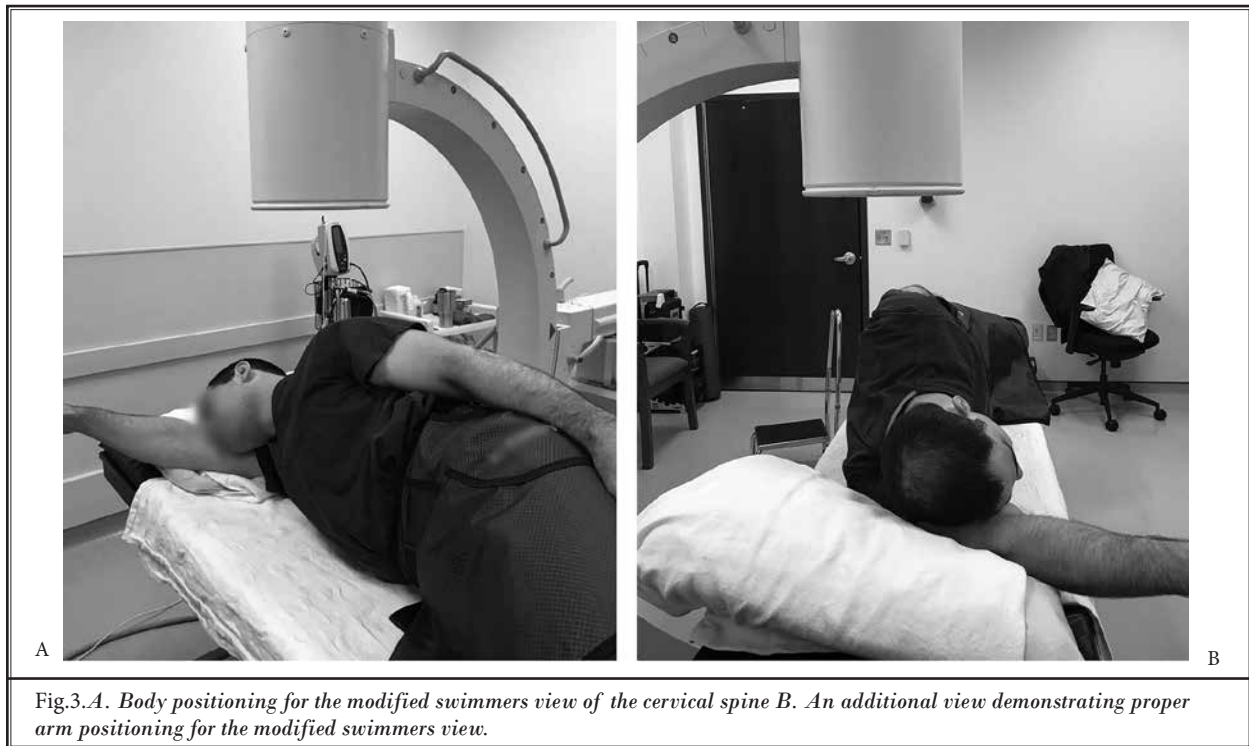 A
B
Fig.3.A. Body positioning for the modified swimmers view of the cervical spine B. An additional view demonstrating proper
arm positioning for the modified swimmers view.